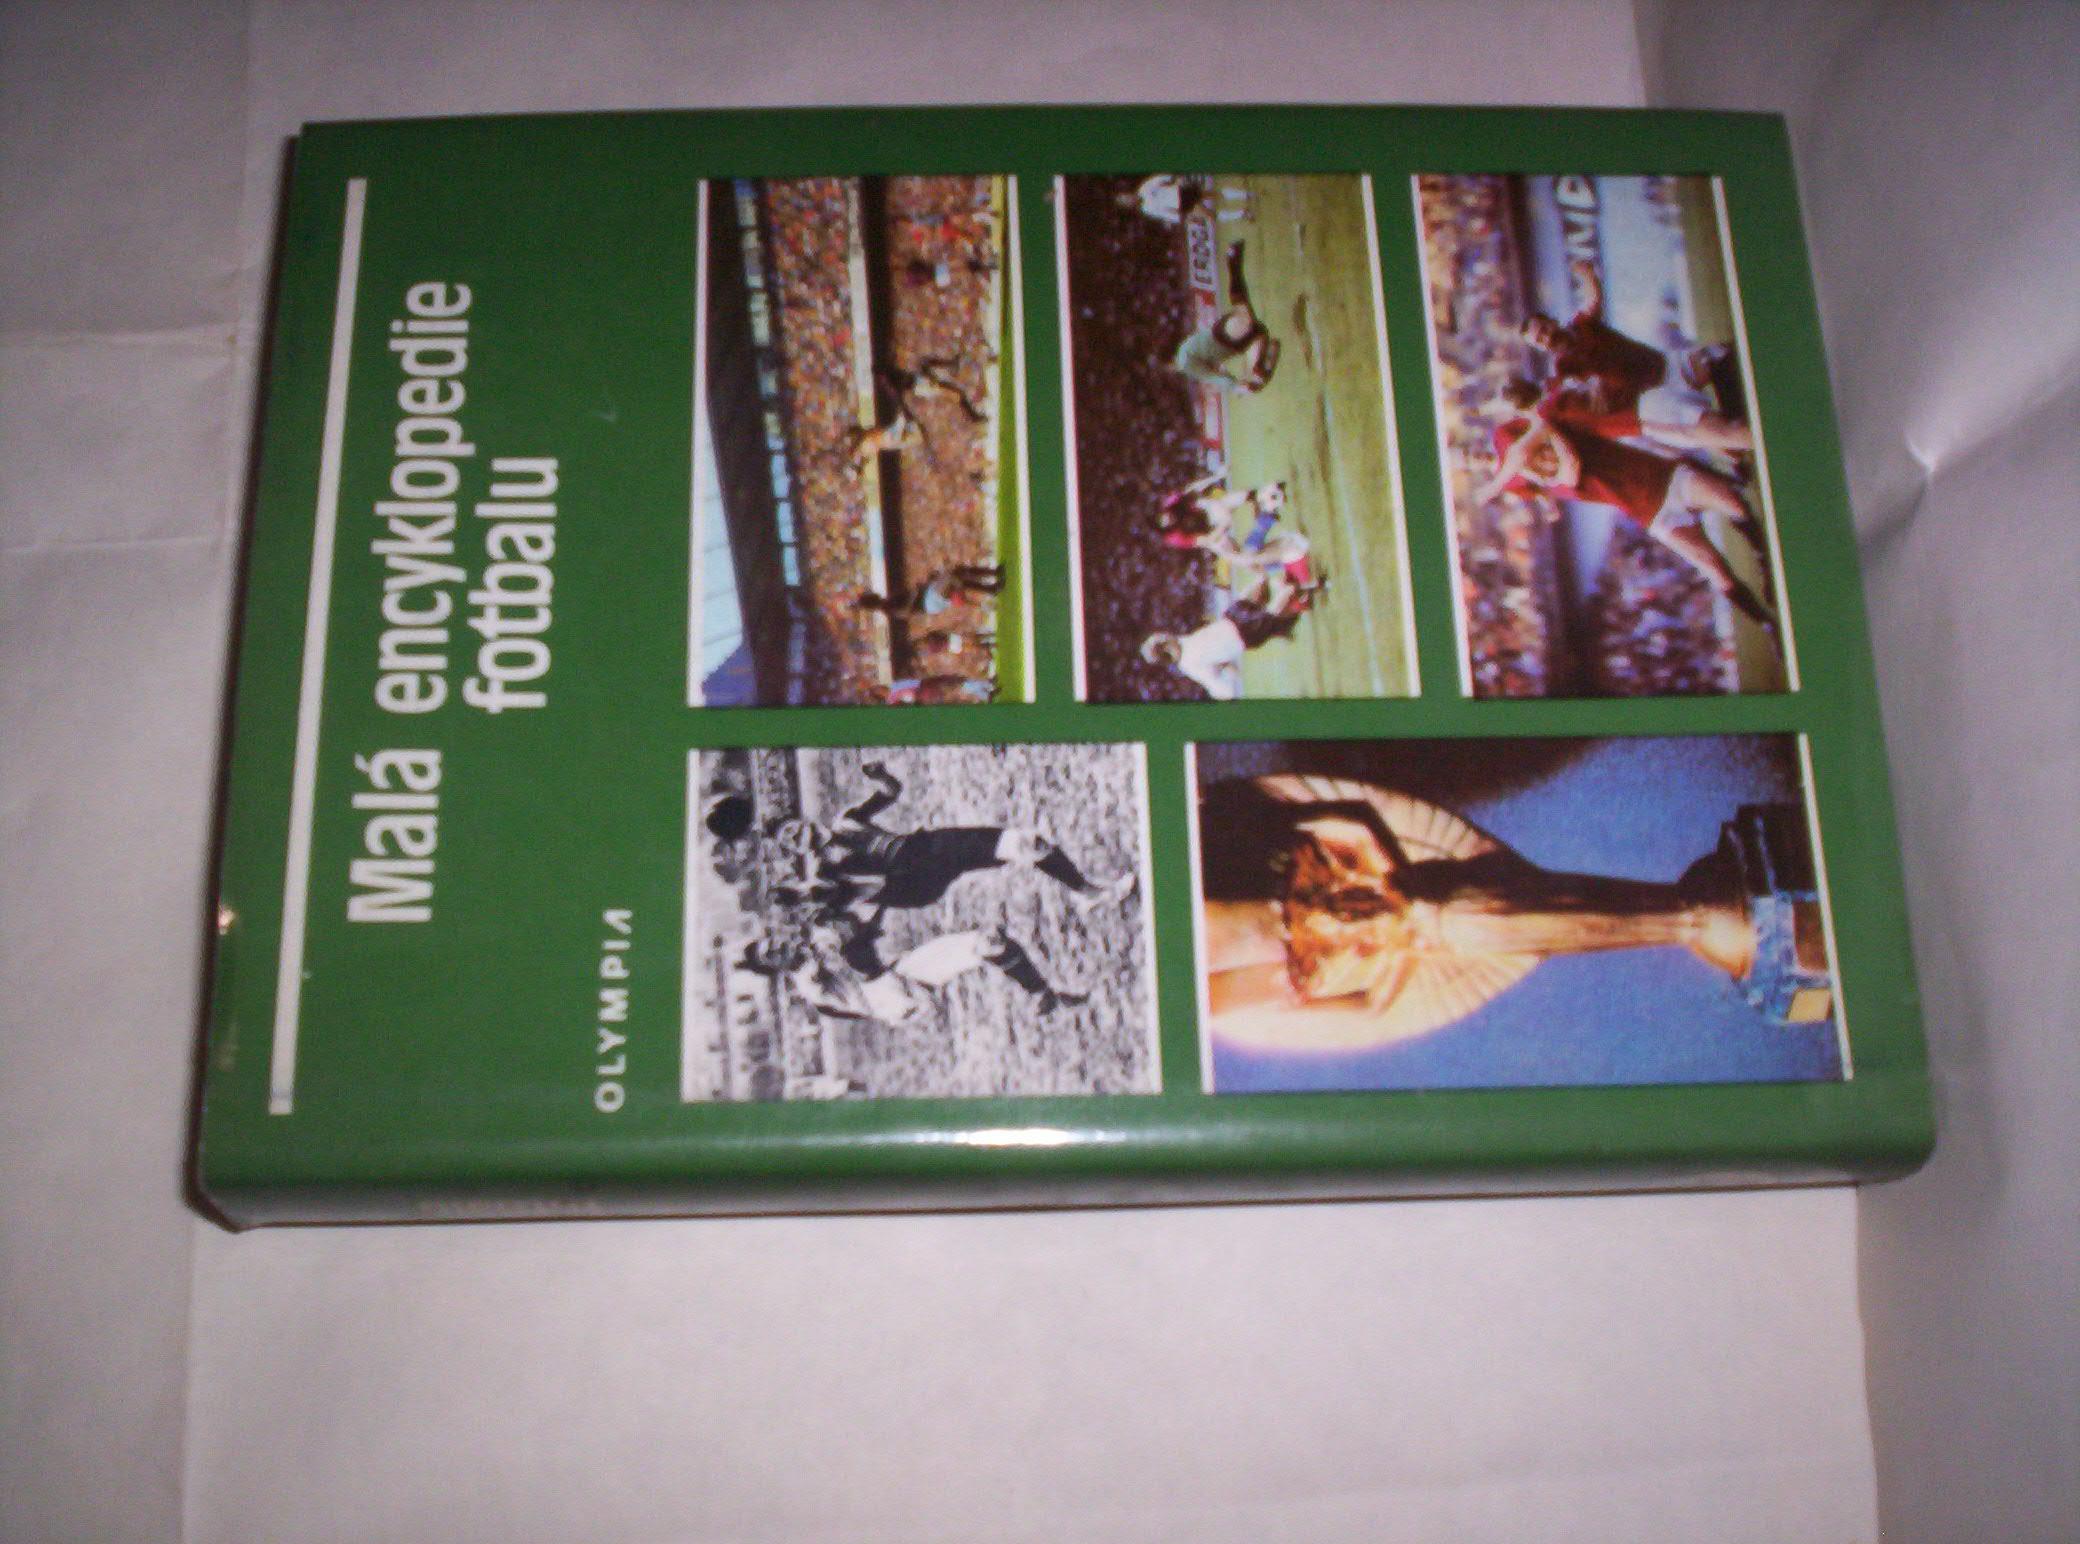 Malá encyklopedie
fotbalu
OLYMPIA